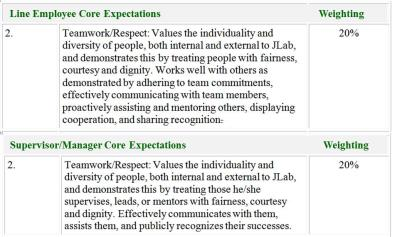 Line Employee Core Expectations Weighting
2. Teamwork/Respect: Values the individuality and 20%
diversity of people, both internal and external to JLab,
and demonstrates this by treating people with fairness,
courtesy and dignity. Works well with others as
demonstrated by adhering to team commitments,
effectively communicating with team members,
proactively assisting and mentoring others, displaying
cooperation, and sharing recognition.
Supervisor/Manager Core Expectations Weighting
2. Teamwork/Respect: Values the individuality and 20%
diversity of people, both internal and external to JLab,
and demonstrates this by treating those he/she
supervises, leads, or mentors with fairness, courtesy
and dignity. Effectively communicates with them,
assists them, and publicly recognizes their successes.